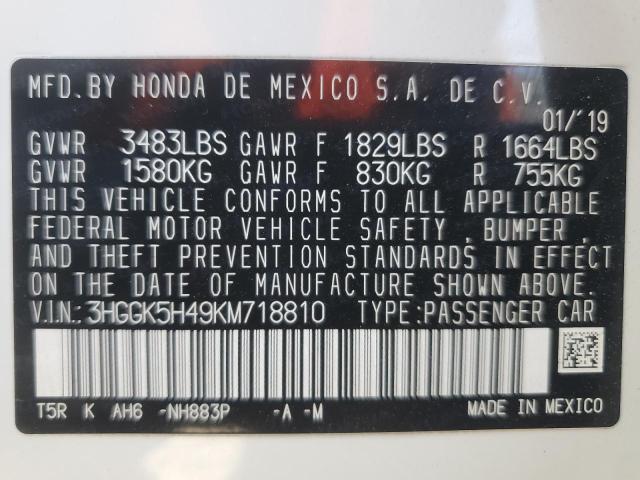 MFD. BY HONDA DE MEXICO S.A. DE C.V.
01/'19
GVWR 3483LBS GAWR F 1829LBS R 1664LBS
GVWR 1580KG GAWR F 830KG R 755KG
THIS VEHICLE CONFORMS TO ALL APPLICABLE
FEDERAL MOTOR VEHICLE SAFETY , BUMPER ,
AND THEFT PREVENTION STANDARDS IN EFFECT
ON THE DATE OF MANUFACTURE SHOWN ABOVE.
V.I.N.:3HGGK5H49KM718810 TYPE:PASSENGER CAR
T5R K AH6 -NH883P -A -M MADE IN MEXICO